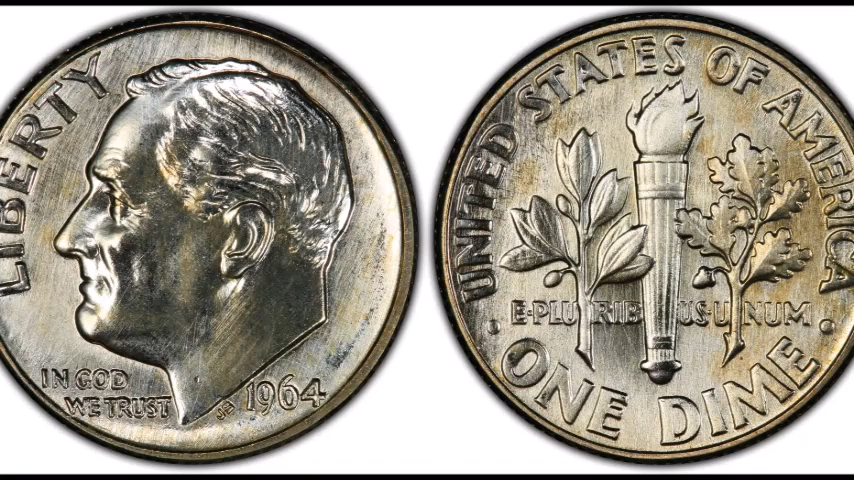 LIBERTY
IN GOD
WE TRUST
JS
1964
UNITED STATES OF AMERICA
E·PLURIBUS·UNUM
ONE DIME